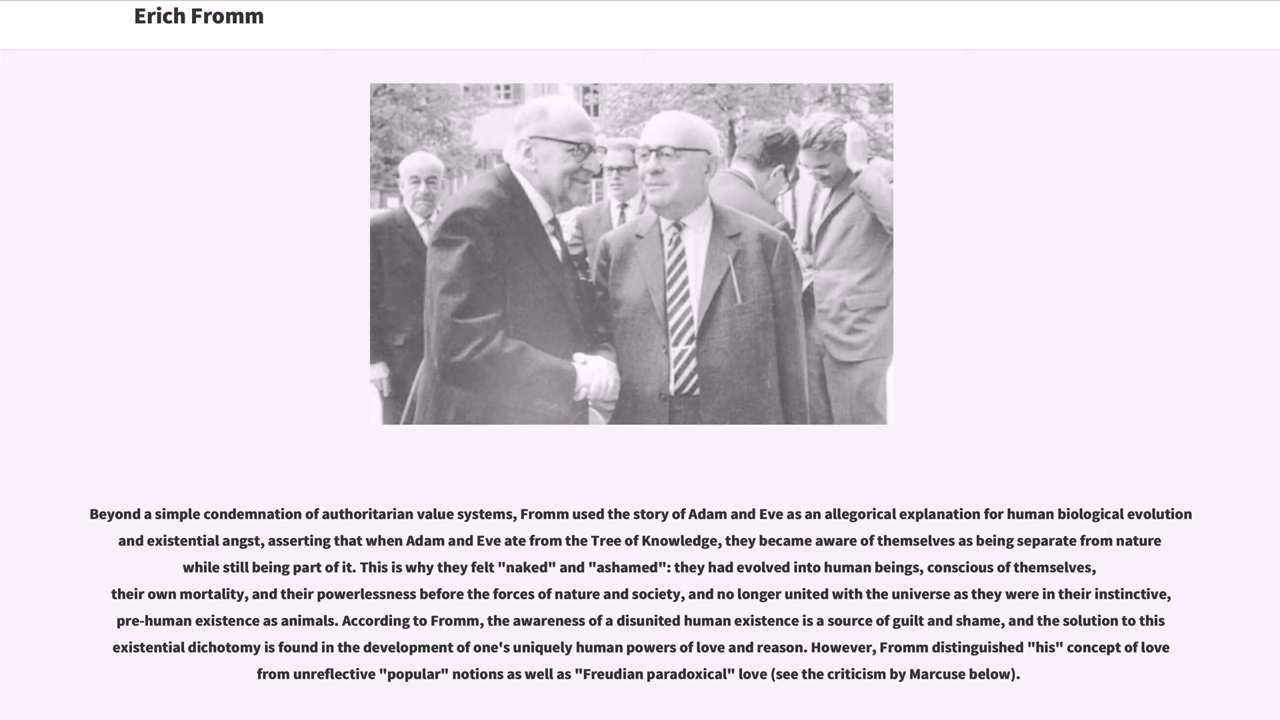 Erich Fromm
Beyond a simple condemnation of authoritarian value systems, Fromm used the story of Adam and Eve as an allegorical explanation for human biological evolution
and existential angst, asserting that when Adam and Eve ate from the Tree of Knowledge, they became aware of themselves as being separate from nature
while still being part of it. This is why they felt "naked" and "ashamed": they had evolved into human beings, conscious of themselves,
their own mortality, and their powerlessness before the forces of nature and society, and no longer united with the universe as they were in their instinctive,
pre-human existence as animals. According to Fromm, the awareness of a disunited human existence is a source of guilt and shame, and the solution to this
existential dichotomy is found in the development of one's uniquely human powers of love and reason. However, Fromm distinguished "his" concept of love
from unreflective "popular" notions as well as "Freudian paradoxical" love (see the criticism by Marcuse below).